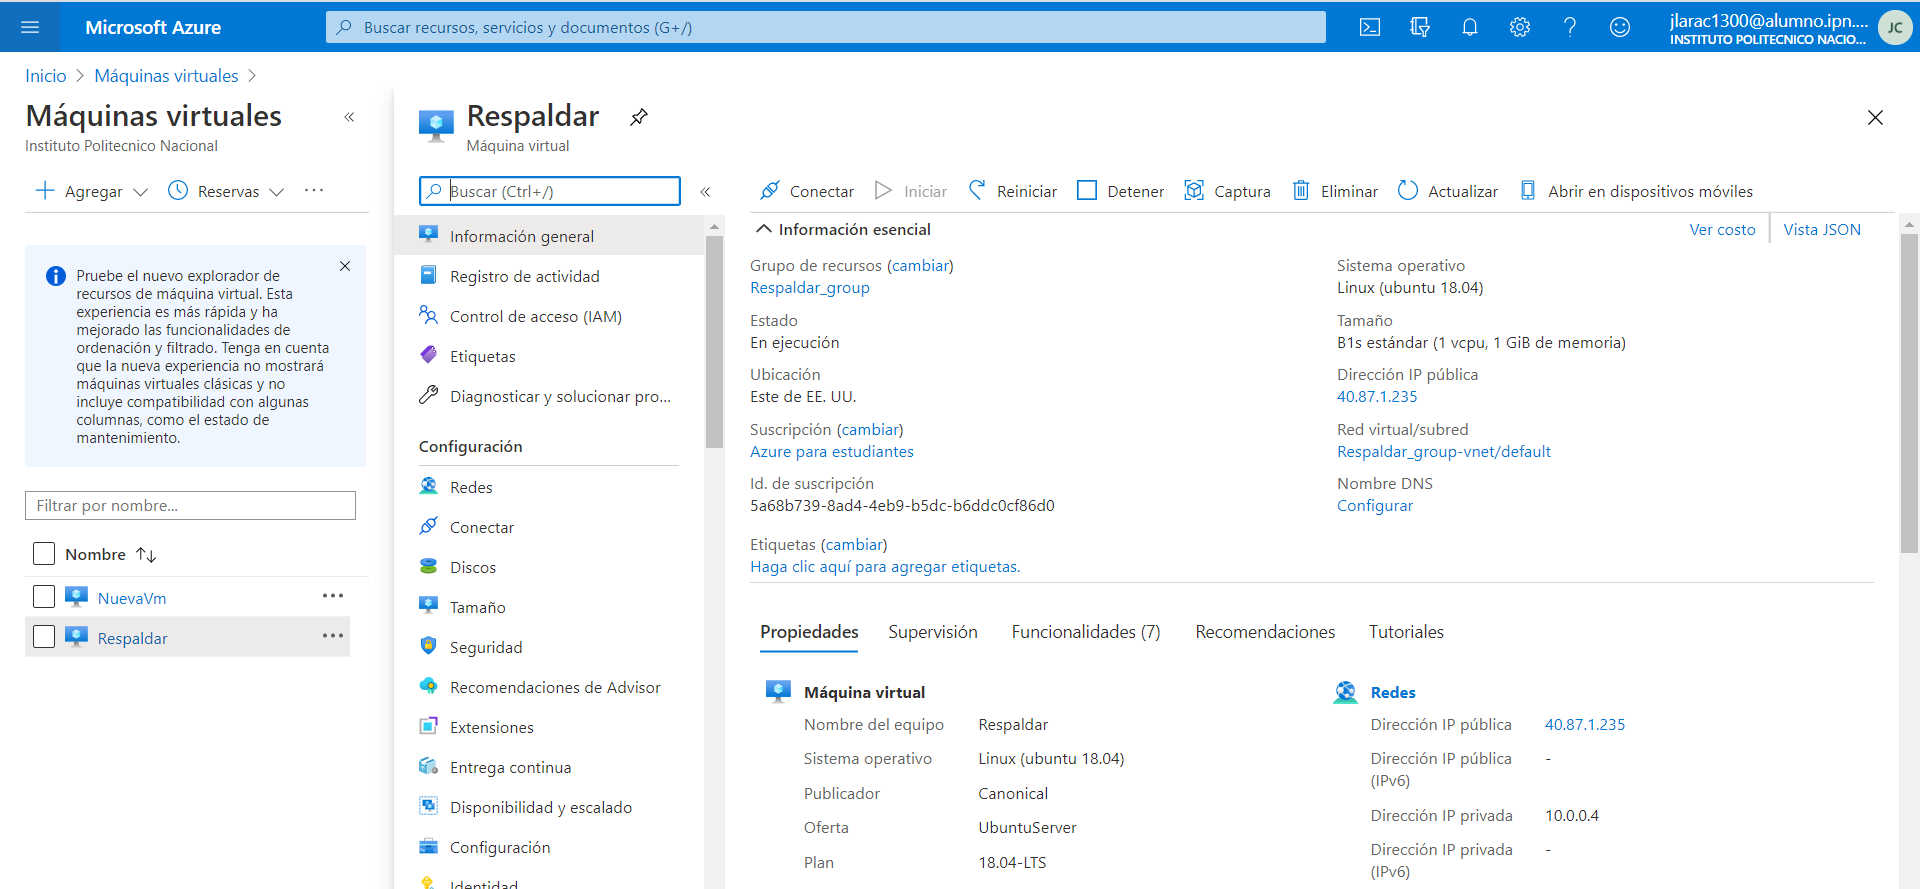 Microsoft Azure
Buscar recursos, servicios y documentos (G+/)
jlarac1300@alumno.ipn....
INSTITUTO POLITECNICO NACIO...
JC
Inicio > Máquinas virtuales >
Máquinas virtuales
Instituto Politecnico Nacional
Agregar
Reservas
Pruebe el nuevo explorador de
recursos de máquina virtual. Esta
experiencia es más rápida y ha
mejorado las funcionalidades de
ordenación y filtrado. Tenga en cuenta
que la nueva experiencia no mostrará
máquinas virtuales clásicas y no
incluye compatibilidad con algunas
columnas, como el estado de
mantenimiento.
Filtrar por nombre...
Nombre
NuevaVm
Respaldar
Respaldar
Máquina virtual
Buscar (Ctrl+/)
Información general
Registro de actividad
Control de acceso (IAM)
Etiquetas
Diagnosticar y solucionar pro...
Configuración
Redes
Conectar
Discos
Tamaño
Seguridad
Recomendaciones de Advisor
Extensiones
Entrega continua
Disponibilidad y escalado
Configuración
Identidad
Conectar
Iniciar
Reiniciar
Detener
Captura
Eliminar
Actualizar
Abrir en dispositivos móviles
Información esencial
Ver costo
Vista JSON
Grupo de recursos (cambiar)
Respaldar_group
Estado
En ejecución
Ubicación
Este de EE. UU.
Suscripción (cambiar)
Azure para estudiantes
Id. de suscripción
5a68b739-8ad4-4eb9-b5dc-b6ddc0cf86d0
Etiquetas (cambiar)
Haga clic aquí para agregar etiquetas.
Sistema operativo
Linux (ubuntu 18.04)
Tamaño
B1s estándar (1 vcpu, 1 GiB de memoria)
Dirección IP pública
40.87.1.235
Red virtual/subred
Respaldar_group-vnet/default
Nombre DNS
Configurar
Propiedades
Supervisión
Funcionalidades (7)
Recomendaciones
Tutoriales
Máquina virtual
Nombre del equipo Respaldar
Sistema operativo Linux (ubuntu 18.04)
Publicador Canonical
Oferta UbuntuServer
Plan 18.04-LTS
Redes
Dirección IP pública 40.87.1.235
Dirección IP pública -
(IPv6)
Dirección IP privada 10.0.0.4
Dirección IP privada -
(IPv6)